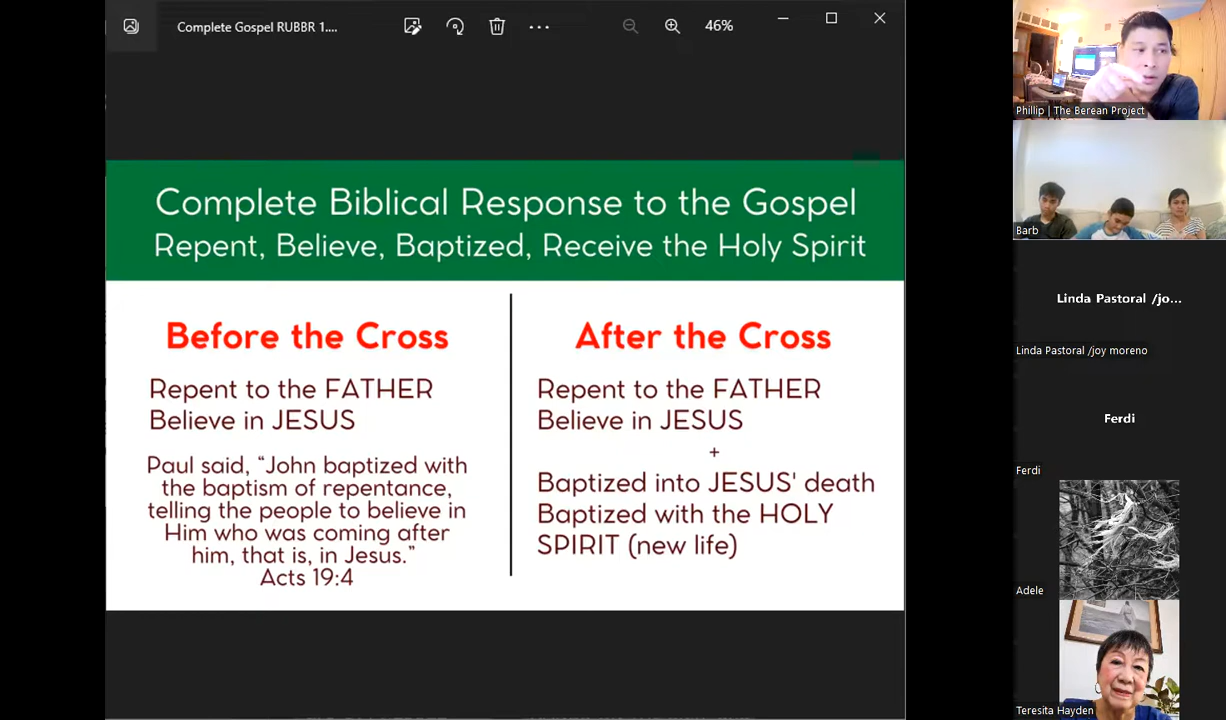 Complete Gospel RUBBR 1....
46%
Complete Biblical Response to the Gospel
Repent, Believe, Baptized, Receive the Holy Spirit
Before the Cross
Repent to the FATHER
Believe in JESUS
Paul said, “John baptized with
the baptism of repentance,
telling the people to believe in
Him who was coming after
him, that is, in Jesus.”
Acts 19:4
After the Cross
Repent to the FATHER
Believe in JESUS
+
Baptized into JESUS' death
Baptized with the HOLY
SPIRIT (new life)
Phillip | The Berean Project
Barb
Linda Pastoral /jo...
Linda Pastoral /joy moreno
Ferdi
Ferdi
Adele
Teresita Hayden